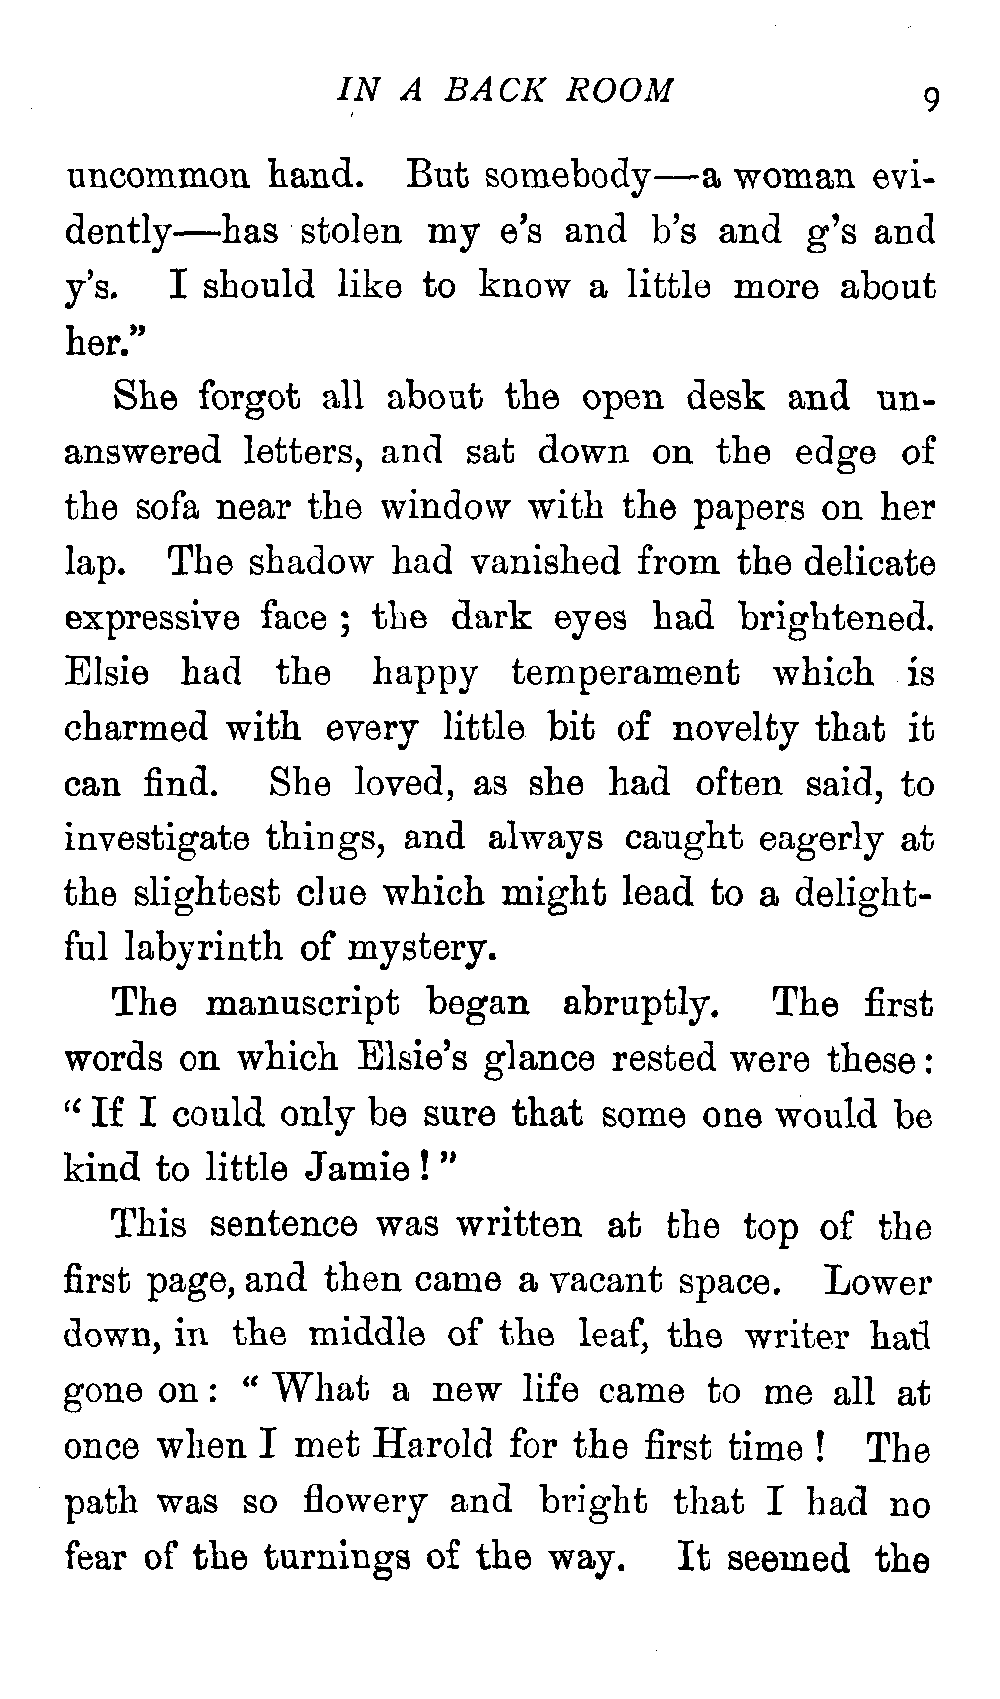 IN A BACK ROOM 9
uncommon hand. But somebody—a woman evi-
dently—has stolen my e's and b's and g's and
y's. I should like to know a little more about
her."
She forgot all about the open desk and un-
answered letters, and sat down on the edge of
the sofa near the window with the papers on her
lap. The shadow had vanished from the delicate
expressive face ; the dark eyes had brightened.
Elsie had the happy temperament which is
charmed with every little bit of novelty that it
can find. She loved, as she had often said, to
investigate things, and always caught eagerly at
the slightest clue which might lead to a delight-
ful labyrinth of mystery.
The manuscript began abruptly. The first
words on which Elsie's glance rested were these:
"If I could only be sure that some one would be
kind to little Jamie!"
This sentence was written at the top of the
first page, and then came a vacant space. Lower
down, in the middle of the leaf, the writer had
gone on: "What a new life came to me all at
once when I met Harold for the first time! The
path was so flowery and bright that I had no
fear of the turnings of the way. It seemed the